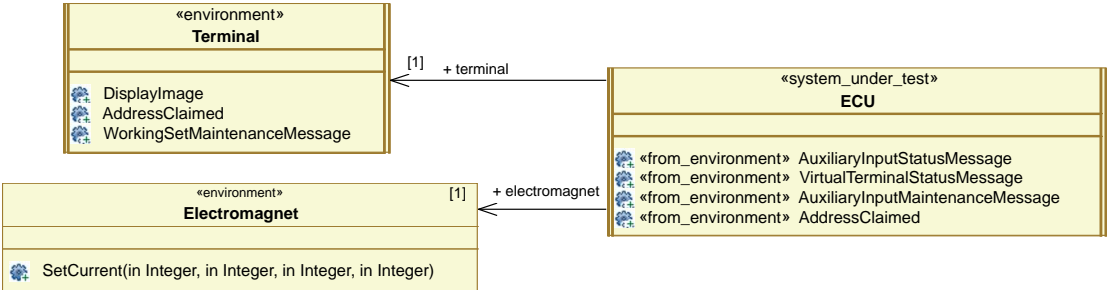 «environment»
Terminal
DisplayImage
AddressClaimed
WorkingSetMaintenanceMessage
[1]
+ terminal
«system_under_test»
ECU
«from_environment» AuxiliaryInputStatusMessage
«from_environment» VirtualTerminalStatusMessage
«from_environment» AuxiliaryInputMaintenanceMessage
«from_environment» AddressClaimed
«environment»
Electromagnet
[1]
+ electromagnet
SetCurrent(in Integer, in Integer, in Integer, in Integer)